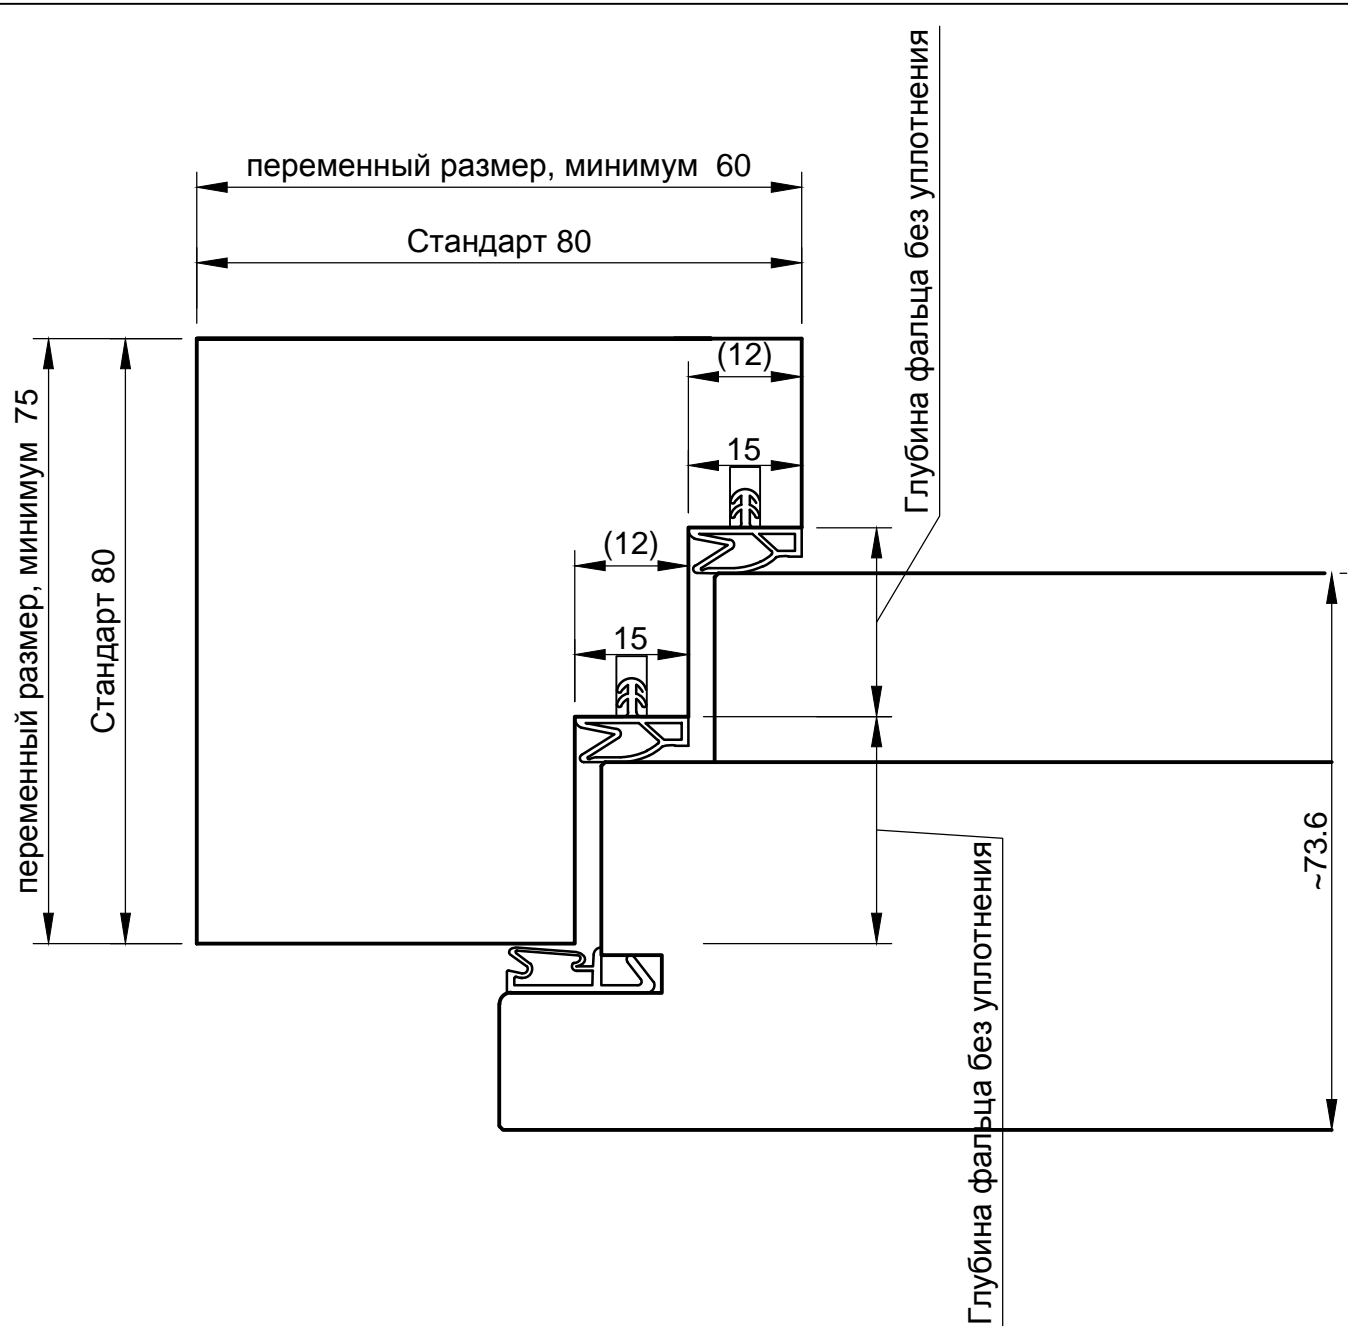 переменный размер, минимум 60
Стандарт 80
Глубина фальца без уплотнения
(12)
15
(12)
15
переменный размер, минимум 75
Стандарт 80
~73.6
Глубина фальца без уплотнения